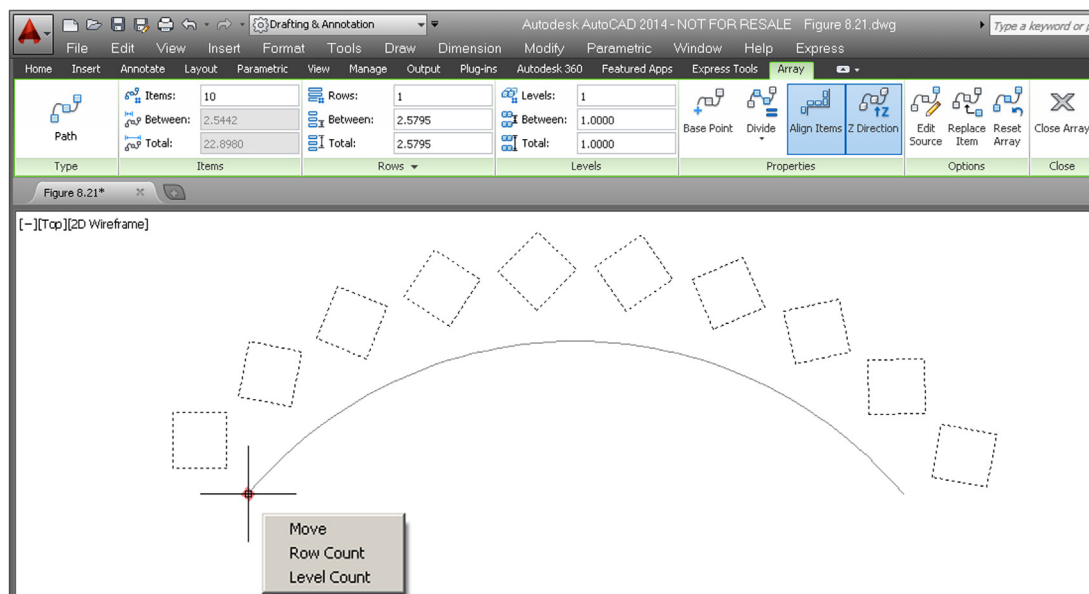 Drafting & Annotation
Autodesk AutoCAD 2014 - NOT FOR RESALE Figure 8.21.dwg
Type a keyword or
File Edit View Insert Format Tools Draw Dimension Modify Parametric Window Help Express
Home Insert Annotate Layout Parametric View Manage Output Plug-ins Autodesk 360 Featured Apps Express Tools Array
Items: 10 Rows: 1 Levels: 1
Between: 2.5442 Between: 2.5795 Between: 1.0000
Total: 22.8980 Total: 2.5795 Total: 1.0000
Path
Base Point Divide Align Items Z Direction
Edit Source Replace Item Reset Array Close Array
Type Items Rows Levels Properties Options Close
Figure 8.21*
[−][Top][2D Wireframe]
Move
Row Count
Level Count